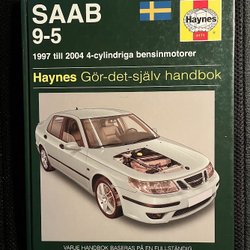 SAAB
9-5
Haynes
1997 till 2004 4-cylindriga bensinmotorer
Haynes Gör-det-själv handbok
VARJE HANDBOK BASERAS PÅ EN FULLSTÄNDIG